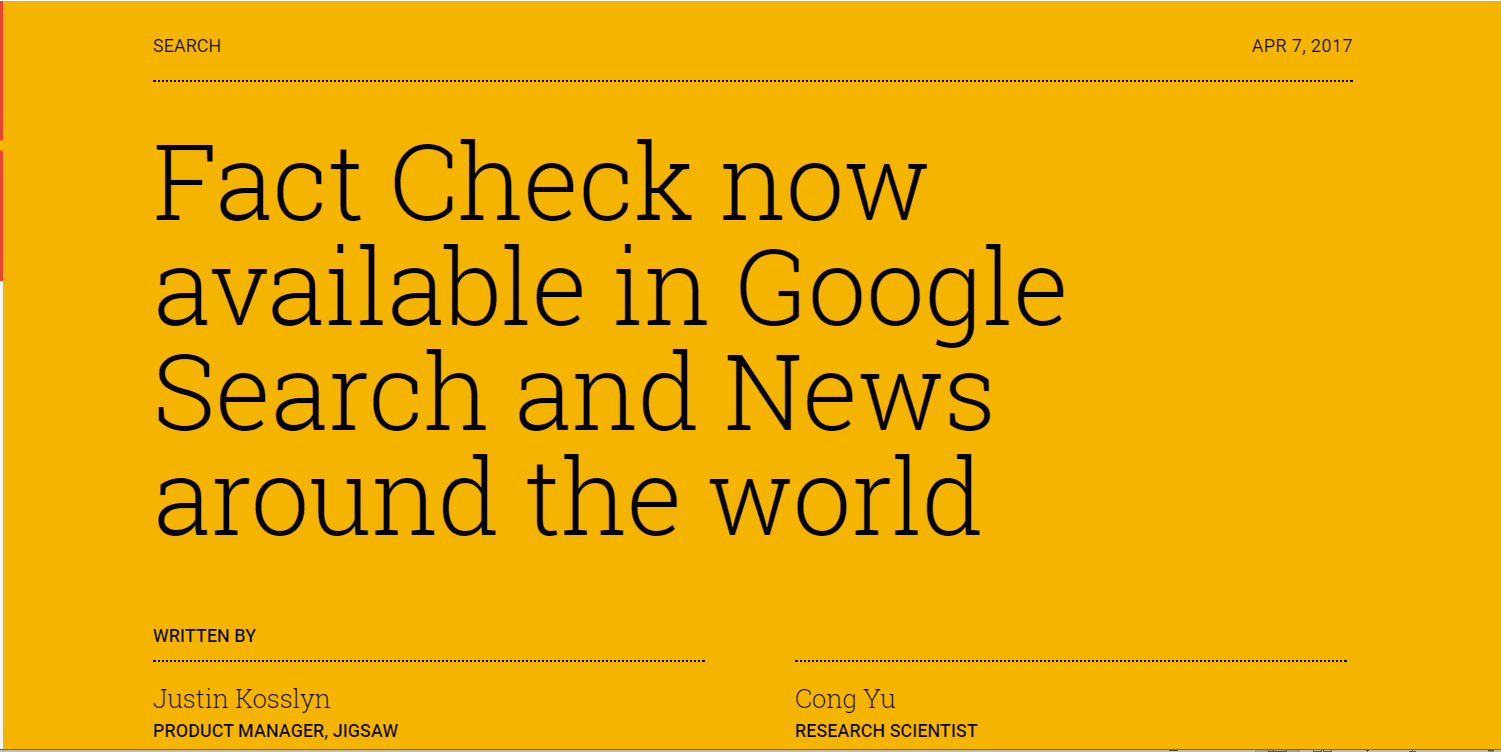 SEARCH
APR 7, 2017
Fact Check now
available in Google
Search and News
around the world
WRITTEN BY
Justin Kosslyn
PRODUCT MANAGER, JIGSAW
Cong Yu
RESEARCH SCIENTIST